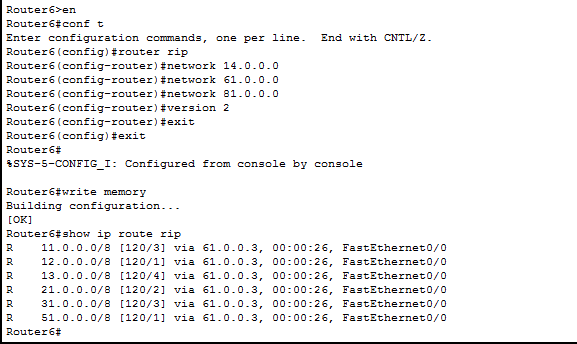 Router6>en
Router6#conf t
Enter configuration commands, one per line.  End with CNTL/Z.
Router6(config)#router rip
Router6(config-router)#network 14.0.0.0
Router6(config-router)#network 61.0.0.0
Router6(config-router)#network 81.0.0.0
Router6(config-router)#version 2
Router6(config-router)#exit
Router6(config)#exit
Router6#
%SYS-5-CONFIG_I: Configured from console by console
Router6#write memory
Building configuration...
[OK]
Router6#show ip route rip
R    11.0.0.0/8 [120/3] via 61.0.0.3, 00:00:26, FastEthernet0/0
R    12.0.0.0/8 [120/1] via 61.0.0.3, 00:00:26, FastEthernet0/0
R    13.0.0.0/8 [120/4] via 61.0.0.3, 00:00:26, FastEthernet0/0
R    21.0.0.0/8 [120/2] via 61.0.0.3, 00:00:26, FastEthernet0/0
R    31.0.0.0/8 [120/3] via 61.0.0.3, 00:00:26, FastEthernet0/0
R    51.0.0.0/8 [120/1] via 61.0.0.3, 00:00:26, FastEthernet0/0
Router6#